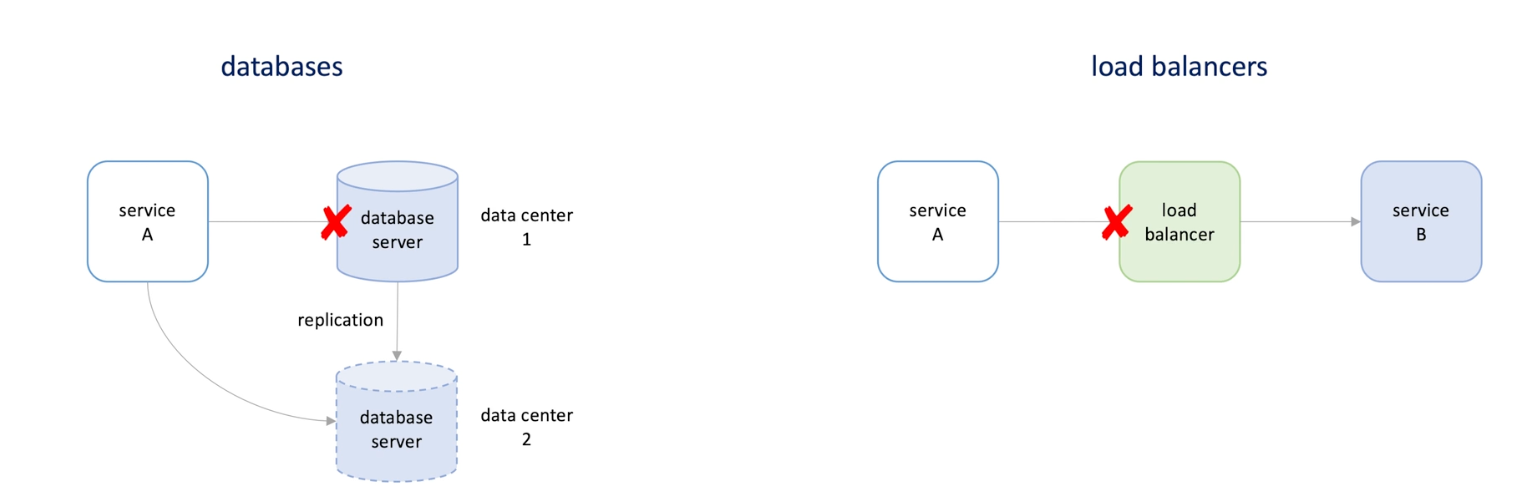 databases
load balancers
service
A
database
server
data center
1
replication
database
server
data center
2
service
A
load
balancer
service
B